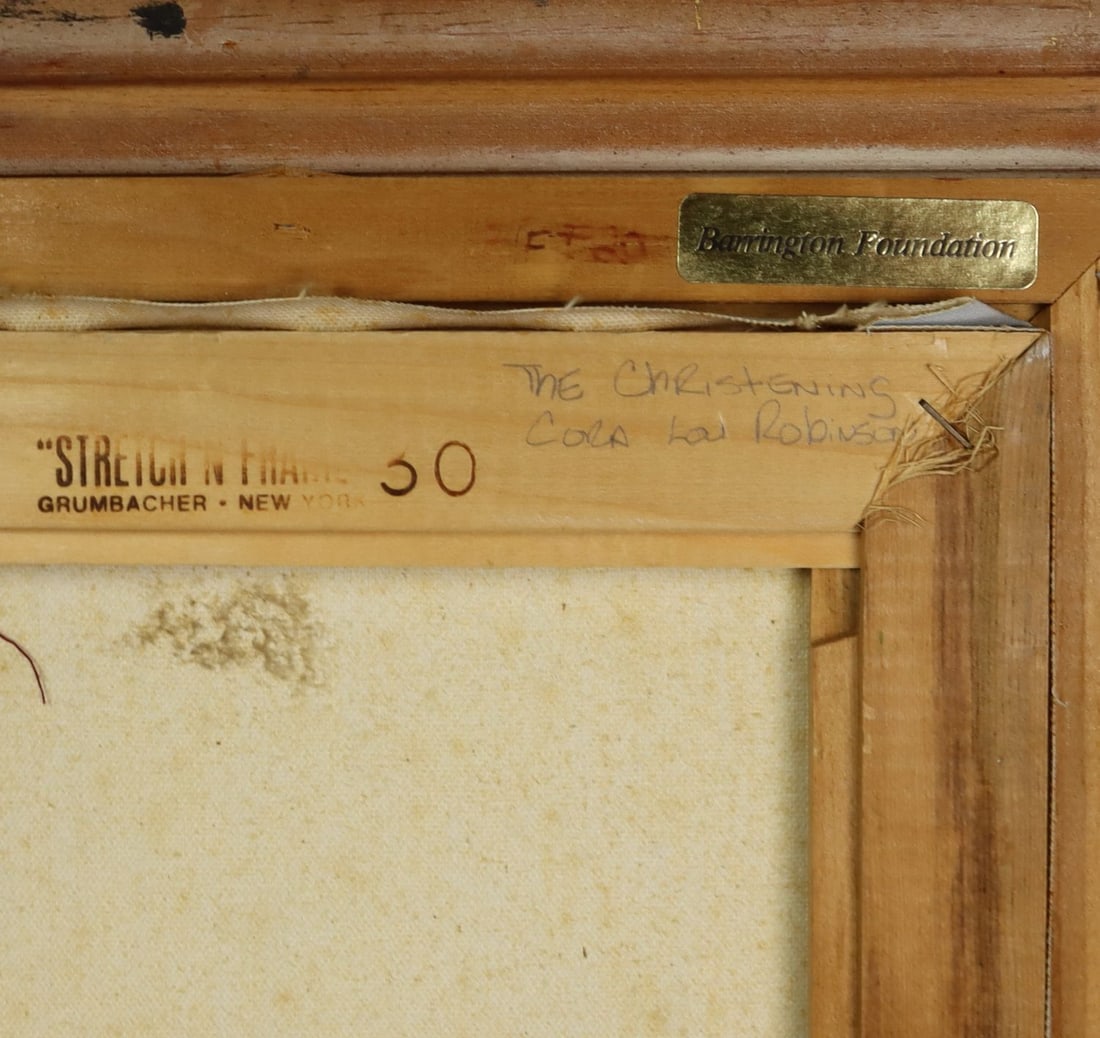 Barrington Foundation
The Christening
Cora Lou Robinson
"STRETCH 'N FRAME" 30
GRUMBACHER · NEW YORK